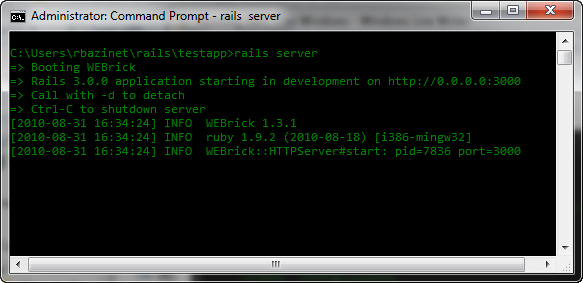 Administrator: Command Prompt - rails  server
C:\Users\rbazinet\rails\testapp>rails server
=> Booting WEBrick
=> Rails 3.0.0 application starting in development on http://0.0.0.0:3000
=> Call with -d to detach
=> Ctrl-C to shutdown server
[2010-08-31 16:34:24] INFO  WEBrick 1.3.1
[2010-08-31 16:34:24] INFO  ruby 1.9.2 (2010-08-18) [i386-mingw32]
[2010-08-31 16:34:24] INFO  WEBrick::HTTPServer#start: pid=7836 port=3000